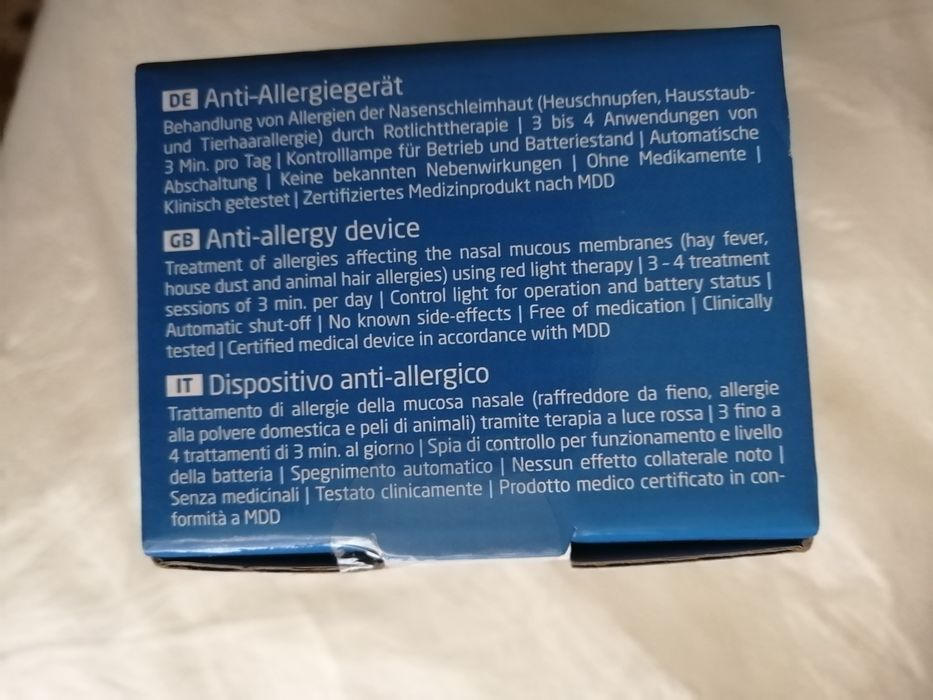 DE Anti-Allergiegerät
Behandlung von Allergien der Nasenschleimhaut (Heuschnupfen, Hausstaub-
und Tierhaarallergie) durch Rotlichttherapie | 3 bis 4 Anwendungen von
3 Min. pro Tag | Kontrolllampe für Betrieb und Batteriestand | Automatische
Abschaltung | Keine bekannten Nebenwirkungen | Ohne Medikamente |
Klinisch getestet | Zertifiziertes Medizinprodukt nach MDD
GB Anti-allergy device
Treatment of allergies affecting the nasal mucous membranes (hay fever,
house dust and animal hair allergies) using red light therapy | 3 – 4 treatment
sessions of 3 min. per day | Control light for operation and battery status |
Automatic shut-off | No known side-effects | Free of medication | Clinically
tested | Certified medical device in accordance with MDD
IT Dispositivo anti-allergico
Trattamento di allergie della mucosa nasale (raffreddore da fieno, allergie
alla polvere domestica e peli di animali) tramite terapia a luce rossa | 3 fino a
4 trattamenti di 3 min. al giorno | Spia di controllo per funzionamento e livello
della batteria | Spegnimento automatico | Nessun effetto collaterale noto |
Senza medicinali | Testato clinicamente | Prodotto medico certificato in con-
formità a MDD